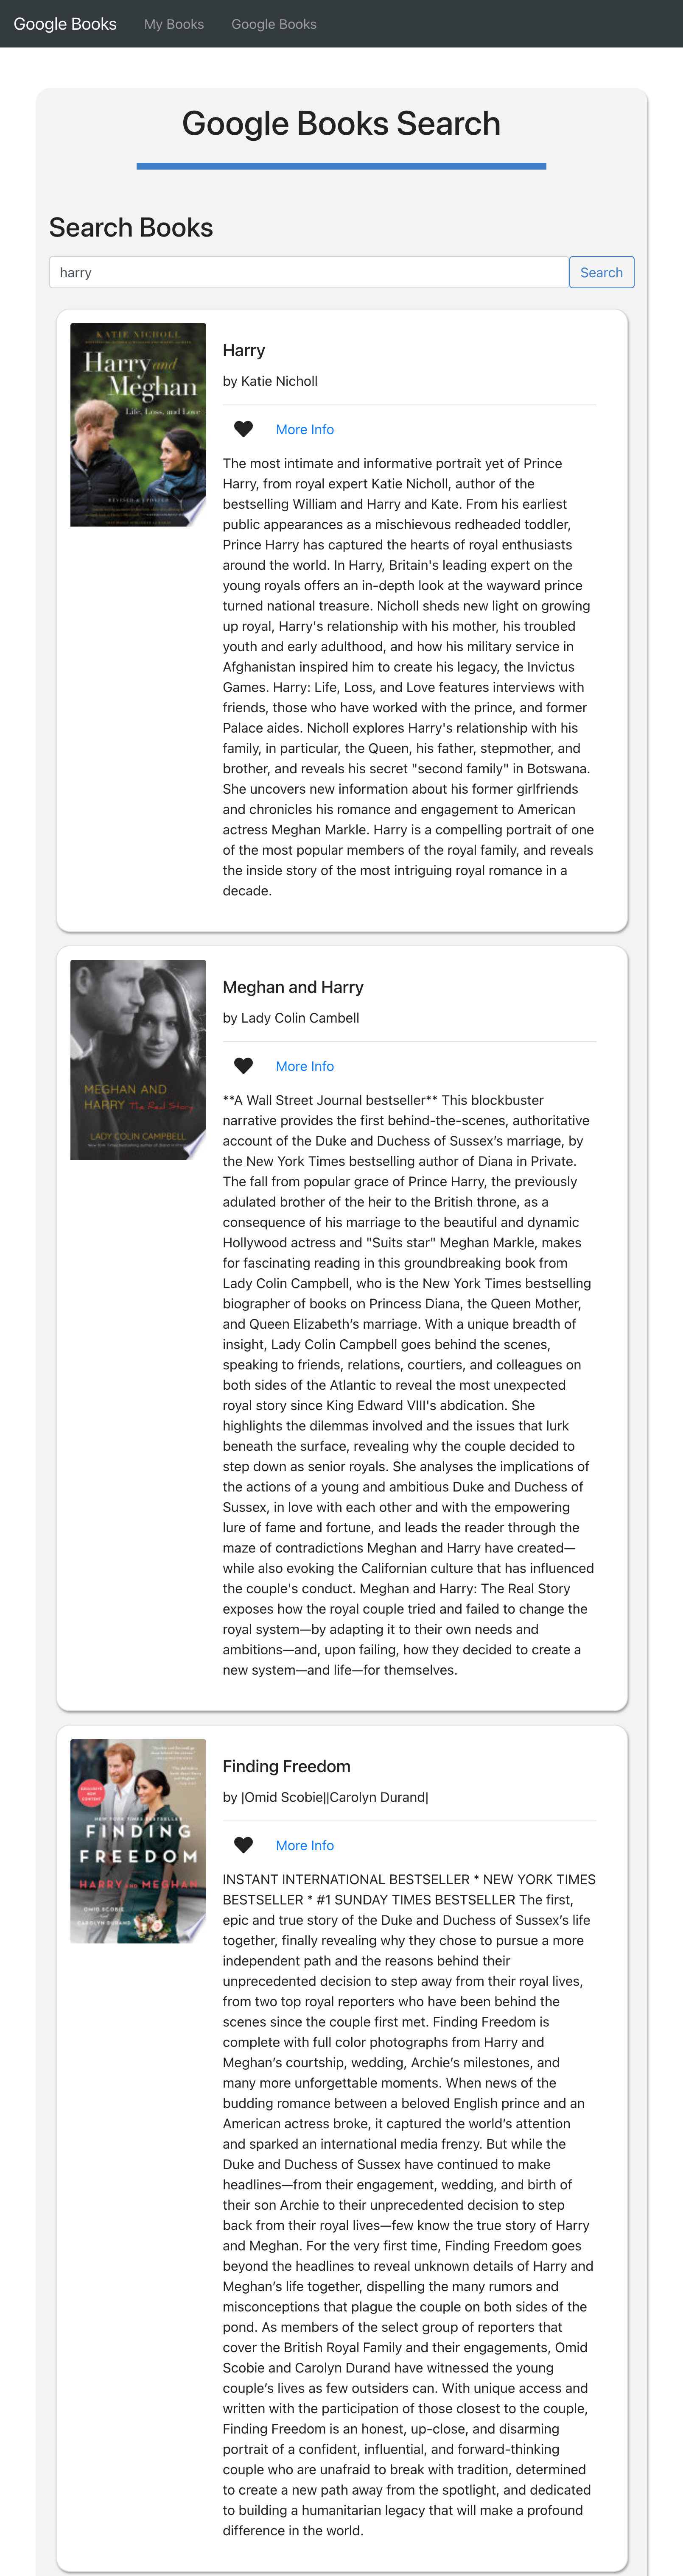 Google Books My Books Google Books
Google Books Search
Search Books
harry Search
KATIE NICHOLL
Harry and
Meghan
Life, Loss, and Love
REVISED & UPDATED
Harry
by Katie Nicholl
More Info
The most intimate and informative portrait yet of Prince
Harry, from royal expert Katie Nicholl, author of the
bestselling William and Harry and Kate. From his earliest
public appearances as a mischievous redheaded toddler,
Prince Harry has captured the hearts of royal enthusiasts
around the world. In Harry, Britain's leading expert on the
young royals offers an in-depth look at the wayward prince
turned national treasure. Nicholl sheds new light on growing
up royal, Harry's relationship with his mother, his troubled
youth and early adulthood, and how his military service in
Afghanistan inspired him to create his legacy, the Invictus
Games. Harry: Life, Loss, and Love features interviews with
friends, those who have worked with the prince, and former
Palace aides. Nicholl explores Harry's relationship with his
family, in particular, the Queen, his father, stepmother, and
brother, and reveals his secret "second family" in Botswana.
She uncovers new information about his former girlfriends
and chronicles his romance and engagement to American
actress Meghan Markle. Harry is a compelling portrait of one
of the most popular members of the royal family, and reveals
the inside story of the most intriguing royal romance in a
decade.
MEGHAN AND
HARRY The Real Story
LADY COLIN CAMPBELL
Meghan and Harry
by Lady Colin Cambell
More Info
**A Wall Street Journal bestseller** This blockbuster
narrative provides the first behind-the-scenes, authoritative
account of the Duke and Duchess of Sussex’s marriage, by
the New York Times bestselling author of Diana in Private.
The fall from popular grace of Prince Harry, the previously
adulated brother of the heir to the British throne, as a
consequence of his marriage to the beautiful and dynamic
Hollywood actress and "Suits star" Meghan Markle, makes
for fascinating reading in this groundbreaking book from
Lady Colin Campbell, who is the New York Times bestselling
biographer of books on Princess Diana, the Queen Mother,
and Queen Elizabeth’s marriage. With a unique breadth of
insight, Lady Colin Campbell goes behind the scenes,
speaking to friends, relations, courtiers, and colleagues on
both sides of the Atlantic to reveal the most unexpected
royal story since King Edward VIII's abdication. She
highlights the dilemmas involved and the issues that lurk
beneath the surface, revealing why the couple decided to
step down as senior royals. She analyses the implications of
the actions of a young and ambitious Duke and Duchess of
Sussex, in love with each other and with the empowering
lure of fame and fortune, and leads the reader through the
maze of contradictions Meghan and Harry have created—
while also evoking the Californian culture that has influenced
the couple's conduct. Meghan and Harry: The Real Story
exposes how the royal couple tried and failed to change the
royal system—by adapting it to their own needs and
ambitions—and, upon failing, how they decided to create a
new system—and life—for themselves.
NEW YORK TIMES BESTSELLER
FINDING
FREEDOM
HARRY AND MEGHAN
OMID SCOBIE
CAROLYN DURAND
Finding Freedom
by |Omid Scobie||Carolyn Durand|
More Info
INSTANT INTERNATIONAL BESTSELLER * NEW YORK TIMES
BESTSELLER * #1 SUNDAY TIMES BESTSELLER The first,
epic and true story of the Duke and Duchess of Sussex’s life
together, finally revealing why they chose to pursue a more
independent path and the reasons behind their
unprecedented decision to step away from their royal lives,
from two top royal reporters who have been behind the
scenes since the couple first met. Finding Freedom is
complete with full color photographs from Harry and
Meghan’s courtship, wedding, Archie’s milestones, and
many more unforgettable moments. When news of the
budding romance between a beloved English prince and an
American actress broke, it captured the world’s attention
and sparked an international media frenzy. But while the
Duke and Duchess of Sussex have continued to make
headlines—from their engagement, wedding, and birth of
their son Archie to their unprecedented decision to step
back from their royal lives—few know the true story of Harry
and Meghan. For the very first time, Finding Freedom goes
beyond the headlines to reveal unknown details of Harry and
Meghan’s life together, dispelling the many rumors and
misconceptions that plague the couple on both sides of the
pond. As members of the select group of reporters that
cover the British Royal Family and their engagements, Omid
Scobie and Carolyn Durand have witnessed the young
couple’s lives as few outsiders can. With unique access and
written with the participation of those closest to the couple,
Finding Freedom is an honest, up-close, and disarming
portrait of a confident, influential, and forward-thinking
couple who are unafraid to break with tradition, determined
to create a new path away from the spotlight, and dedicated
to building a humanitarian legacy that will make a profound
difference in the world.